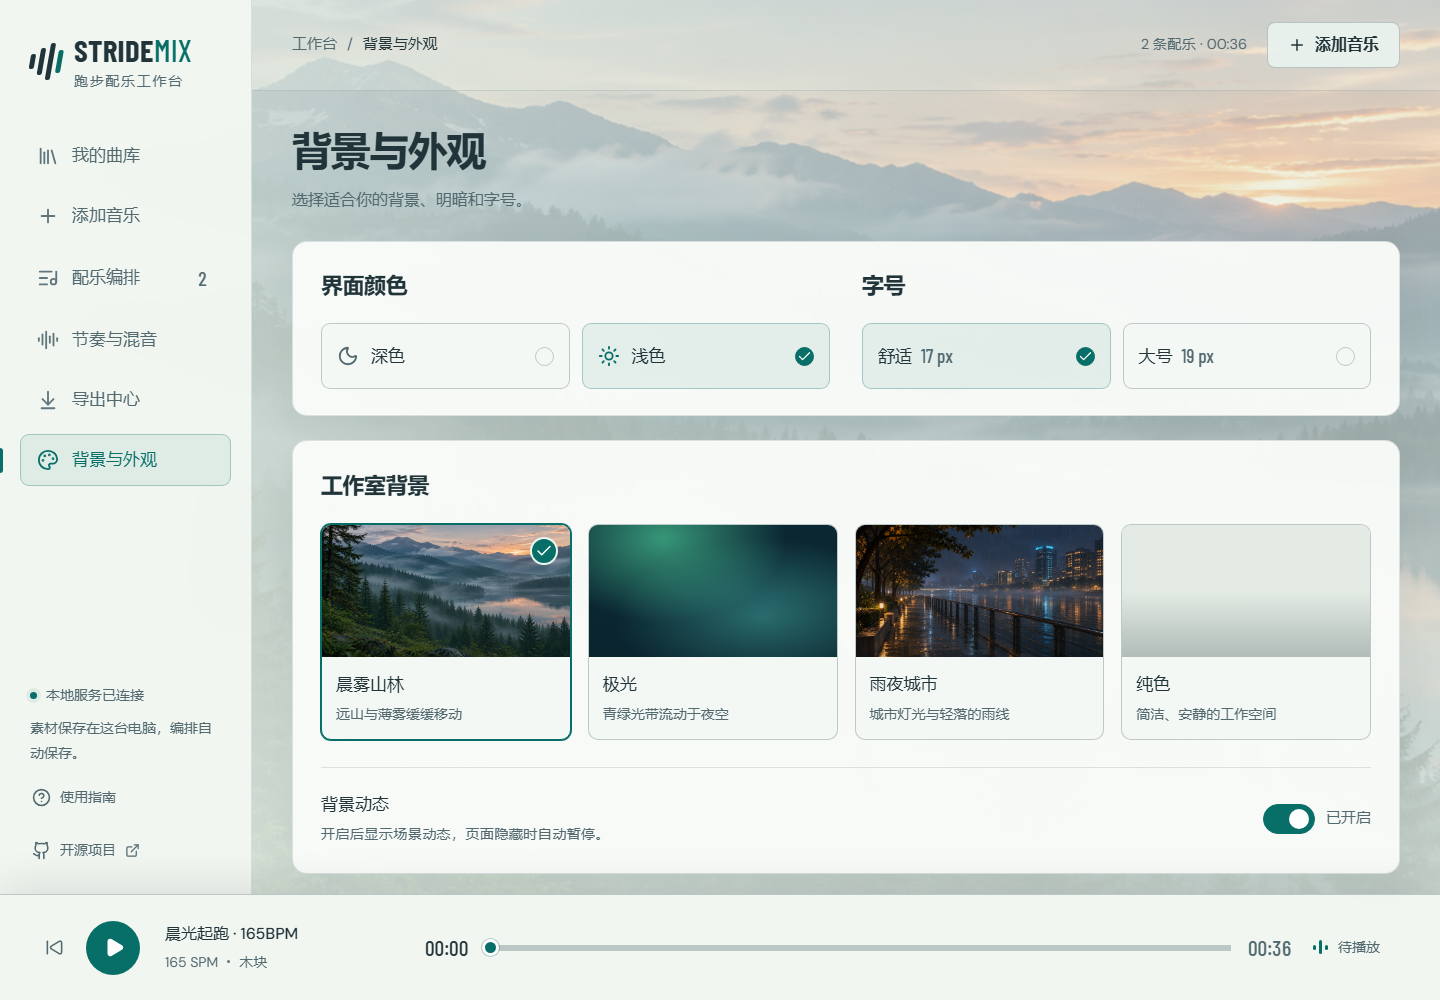 STRIDEMIX
跑步配乐工作台
我的曲库
添加音乐
配乐编排 2
节奏与混音
导出中心
背景与外观
本地服务已连接
素材保存在这台电脑，编排自
动保存。
使用指南
开源项目
工作台 / 背景与外观
2 条配乐 · 00:36
添加音乐
背景与外观
选择适合你的背景、明暗和字号。
界面颜色
深色
浅色
字号
舒适 17 px
大号 19 px
工作室背景
晨雾山林
远山与薄雾缓缓移动
极光
青绿光带流动于夜空
雨夜城市
城市灯光与轻落的雨线
纯色
简洁、安静的工作空间
背景动态
开启后显示场景动态，页面隐藏时自动暂停。
已开启
晨光起跑 · 165BPM
165 SPM • 木块
00:00
00:36
待播放